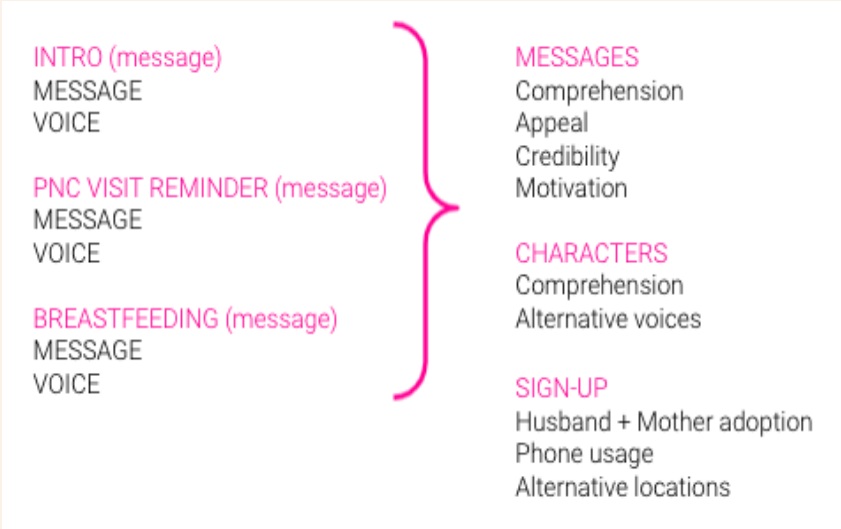 INTRO (message)
MESSAGE
VOICE
PNC VISIT REMINDER (message)
MESSAGE
VOICE
BREASTFEEDING (message)
MESSAGE
VOICE
MESSAGES
Comprehension
Appeal
Credibility
Motivation
CHARACTERS
Comprehension
Alternative voices
SIGN-UP
Husband + Mother adoption
Phone usage
Alternative locations